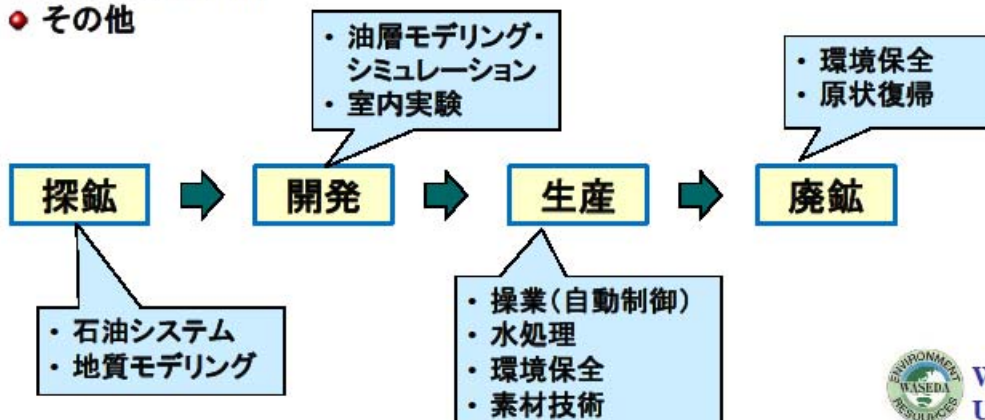 その他
・ 油層モデリング・
シミュレーション
・ 室内実験
・ 環境保全
・ 原状復帰
探鉱
開発
生産
廃鉱
・ 石油システム
・ 地質モデリング
・ 操業(自動制御)
・ 水処理
・ 環境保全
・ 素材技術
ENVIRONMENT
WASEDA
RESOURCES
W
U